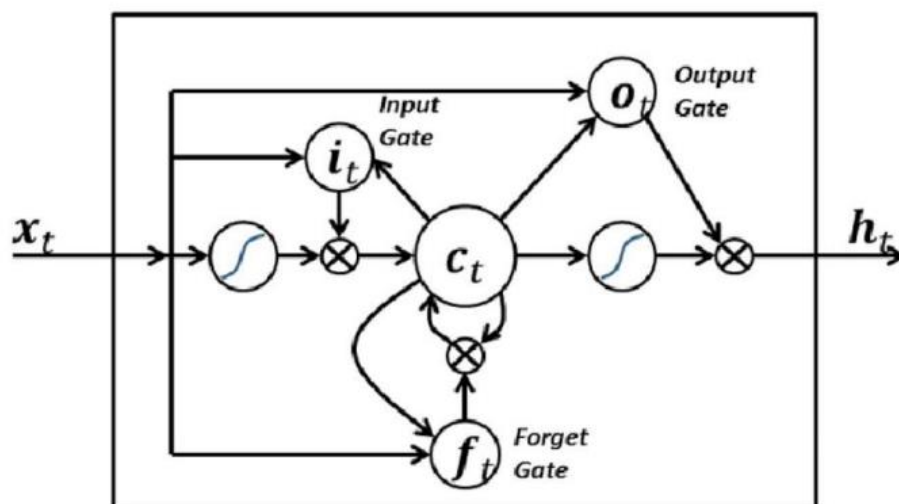 Output
Gate
o_t
Input
Gate
i_t
x_t
c_t
h_t
f_t
Forget
Gate